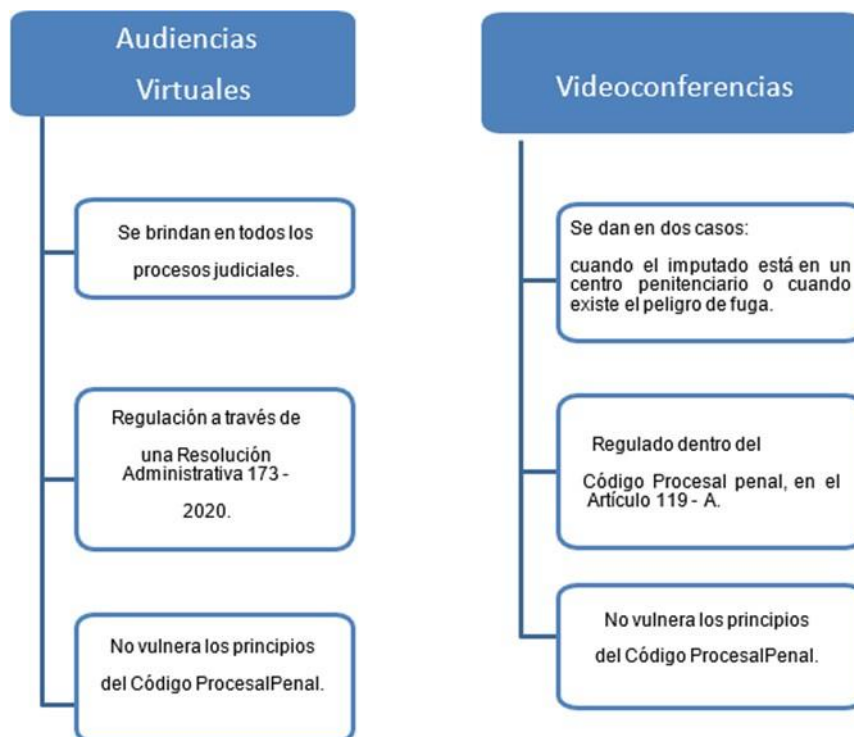 Audiencias
Virtuales
Se brindan en todos los
procesos judiciales.
Regulación a través de
una Resolución
Administrativa 173 -
2020.
No vulnera los principios
del Código ProcesalPenal.
Videoconferencias
Se dan en dos casos:
cuando el imputado está en un
centro penitenciario o cuando
existe el peligro de fuga.
Regulado dentro del
Código Procesal penal, en el
Artículo 119 - A.
No vulnera los principios
del Código ProcesalPenal.